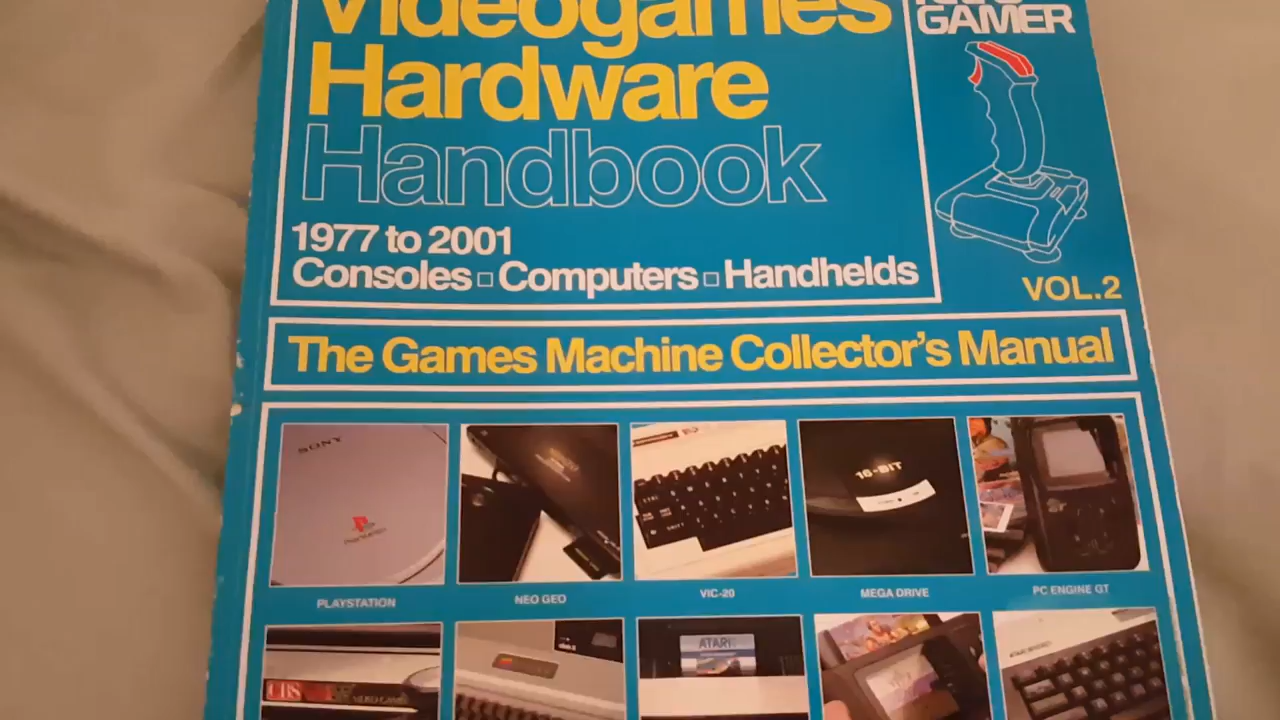 Videogames
Hardware
Handbook
1977 to 2001
Consoles ▫ Computers ▫ Handhelds
GAMER
VOL.2
The Games Machine Collector's Manual
SONY
16-BIT
PLAYSTATION
NEO GEO
VIC-20
MEGA DRIVE
PC ENGINE GT
CBS
ATARI